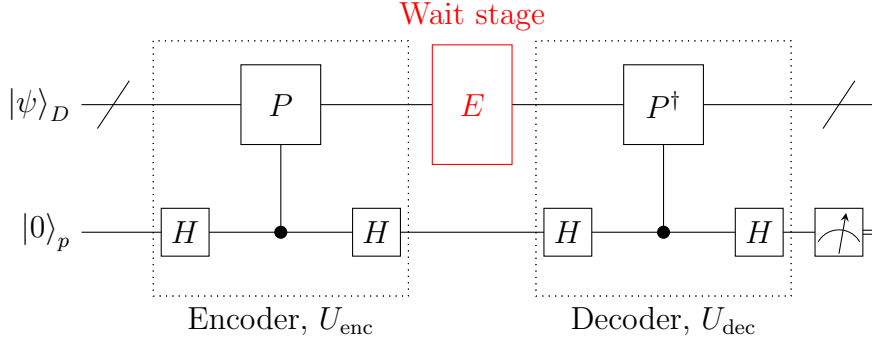 Wait stage
|ψ⟩_D P E P†
|0⟩_p H H H H
Encoder, U_enc Decoder, U_dec